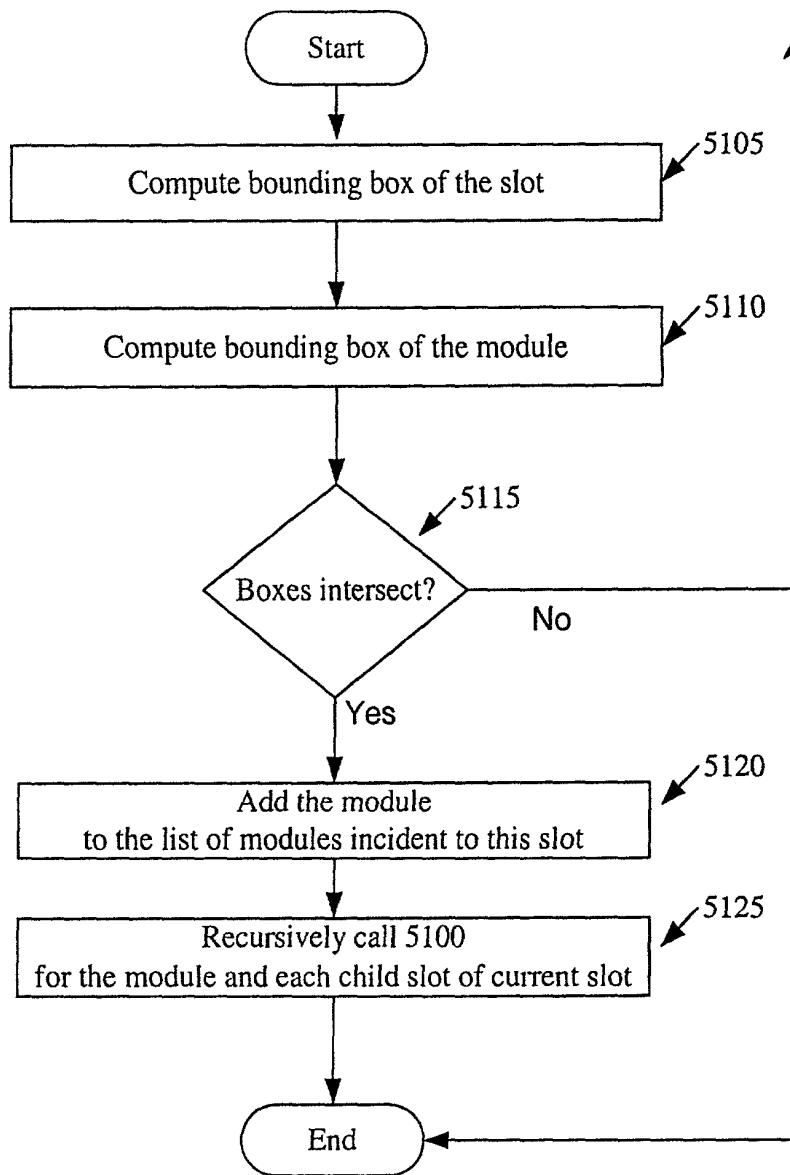 Start
5105
Compute bounding box of the slot
5110
Compute bounding box of the module
5115
Boxes intersect?
No
Yes
5120
Add the module
to the list of modules incident to this slot
5125
Recursively call 5100
for the module and each child slot of current slot
End